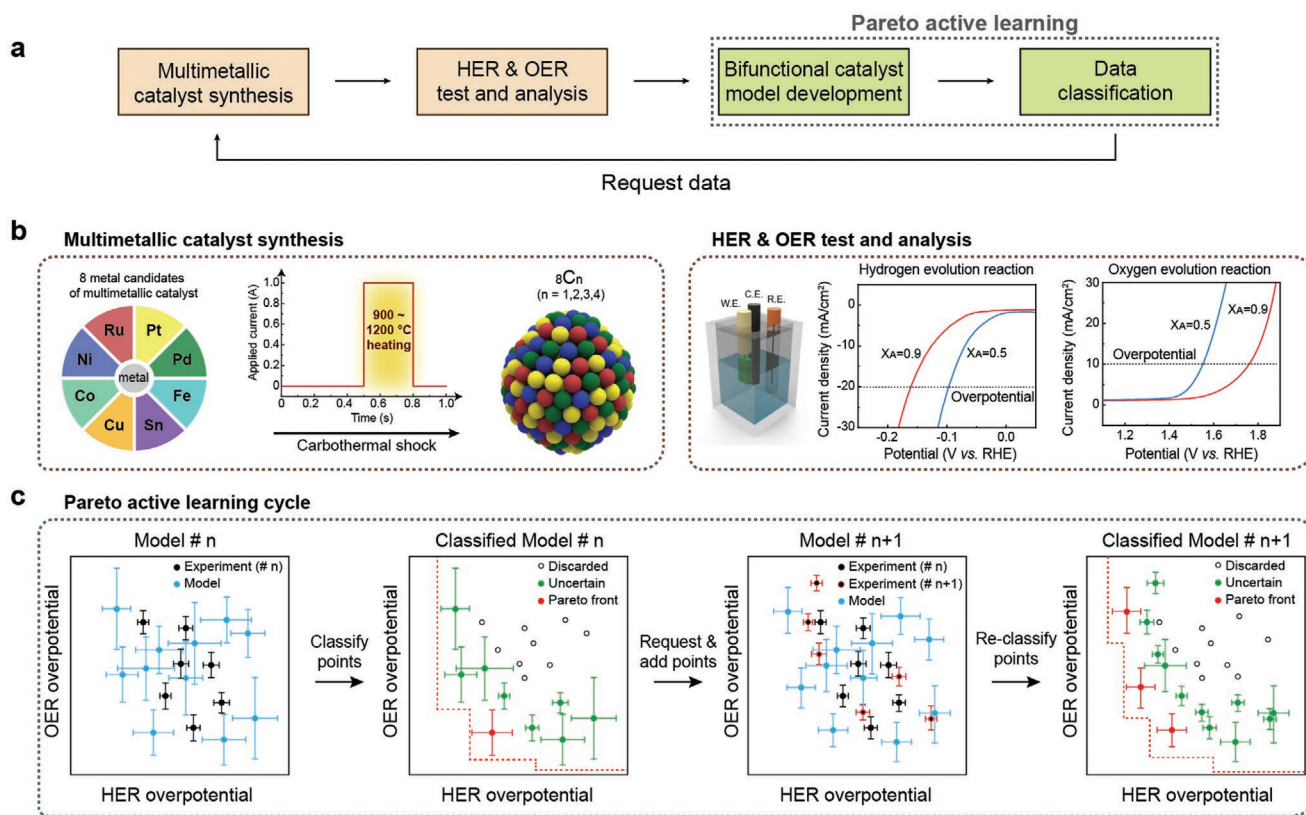 a
Pareto active learning
Multimetallic
catalyst synthesis
HER & OER
test and analysis
Bifunctional catalyst
model development
Data
classification
Request data
b
Multimetallic catalyst synthesis
8 metal candidates
of multimetallic catalyst
Ru
Pt
Ni
Pd
metal
Co
Fe
Cu
Sn
Applied current (A)
1.0
0.8
0.6
0.4
0.2
0.0
900 ~
1200 °C
heating
0.0 0.2 0.4 0.6 0.8 1.0
Time (s)
Carbothermal shock
8Cn
(n = 1,2,3,4)
HER & OER test and analysis
W.E.
C.E.
R.E.
Hydrogen evolution reaction
Current density (mA/cm²)
0
-10
-20
-30
XA=0.9
XA=0.5
Overpotential
-0.2 -0.1 0.0
Potential (V vs. RHE)
Oxygen evolution reaction
Current density (mA/cm²)
30
20
10
0
XA=0.5
XA=0.9
Overpotential
1.2 1.4 1.6 1.8
Potential (V vs. RHE)
c
Pareto active learning cycle
Model # n
Experiment (# n)
Model
OER overpotential
HER overpotential
Classify
points
Classified Model # n
Discarded
Uncertain
Pareto front
OER overpotential
HER overpotential
Request &
add points
Model # n+1
Experiment (# n)
Experiment (# n+1)
Model
OER overpotential
HER overpotential
Re-classify
points
Classified Model # n+1
Discarded
Uncertain
Pareto front
OER overpotential
HER overpotential